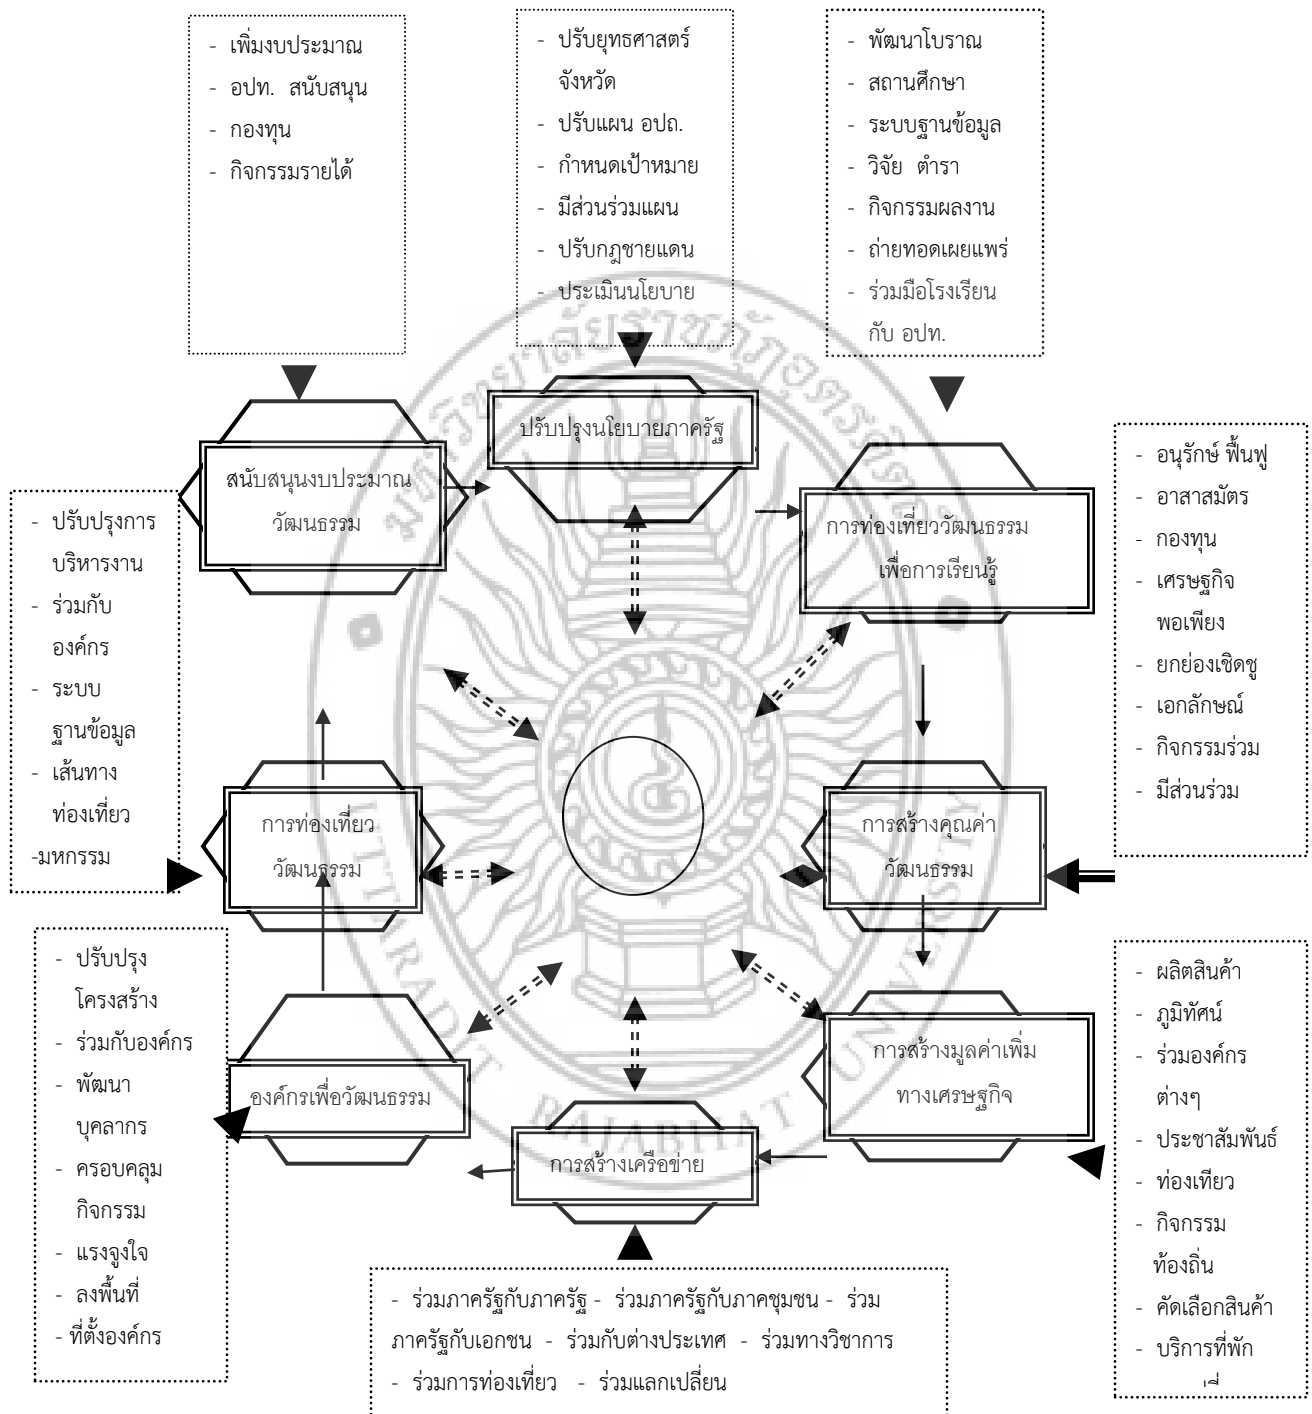 - เพิ่มงบประมาณ
- อปท. สนับสนุน
- กองทุน
- กิจกรรมรายได้
- ปรับยุทธศาสตร์
จังหวัด
- ปรับแผน อปถ.
- กำหนดเป้าหมาย
- มีส่วนร่วมแผน
- ปรับกฎชายแดน
- ประเมินนโยบาย
- พัฒนาโบราณ
- สถานศึกษา
- ระบบฐานข้อมูล
- วิจัย ตำรา
- กิจกรรมผลงาน
- ถ่ายทอดเผยแพร่
- ร่วมมือโรงเรียน
กับ อปท.
สนับสนุนงบประมาณ
วัฒนธรรม
ปรับปรุงนโยบายภาครัฐ
การท่องเที่ยววัฒนธรรม
เพื่อการเรียนรู้
- อนุรักษ์ ฟื้นฟู
- อาสาสมัตร
- กองทุน
- เศรษฐกิจ
พอเพียง
- ยกย่องเชิดชู
- เอกลักษณ์
- กิจกรรมร่วม
- มีส่วนร่วม
- ปรับปรุงการ
บริหารงาน
- ร่วมกับ
องค์กร
- ระบบ
ฐานข้อมูล
- เส้นทาง
ท่องเที่ยว
-มหกรรม
การท่องเที่ยว
วัฒนธรรม
การสร้างคุณค่า
วัฒนธรรม
- ปรับปรุง
โครงสร้าง
- ร่วมกับองค์กร
- พัฒนา
บุคลากร
- ครอบคลุม
กิจกรรม
- แรงจูงใจ
- ลงพื้นที่
- ที่ตั้งองค์กร
องค์กรเพื่อวัฒนธรรม
การสร้างเครือข่าย
การสร้างมูลค่าเพิ่ม
ทางเศรษฐกิจ
- ผลิตสินค้า
- ภูมิทัศน์
- ร่วมองค์กร
ต่างๆ
- ประชาสัมพันธ์
- ท่องเทียว
- กิจกรรม
ท้องถิ่น
- คัดเลือกสินค้า
- บริการที่พัก
- ร่วมภาครัฐกับภาครัฐ - ร่วมภาครัฐกับภาคชุมชน - ร่วม
ภาครัฐกับเอกชน - ร่วมกับต่างประเทศ - ร่วมทางวิชาการ
- ร่วมการท่องเที่ยว - ร่วมแลกเปลี่ยน
มหาวิทยาลัยราชภัฏอุตรดิตถ์
UTTARADIT RAJABHAT UNIVERSITY